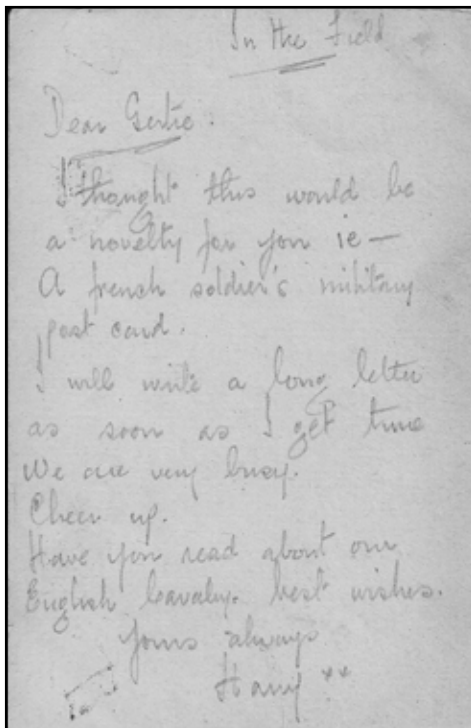 In the Field
Dear Gertie:
I thought this would be
a novelty for you ie —
A french soldier's military
post card.
I will write a long letter
as soon as I get time
We are very busy.
Cheer up.
Have you read about our
English Cavalry. best wishes.
Yours always
Harry **